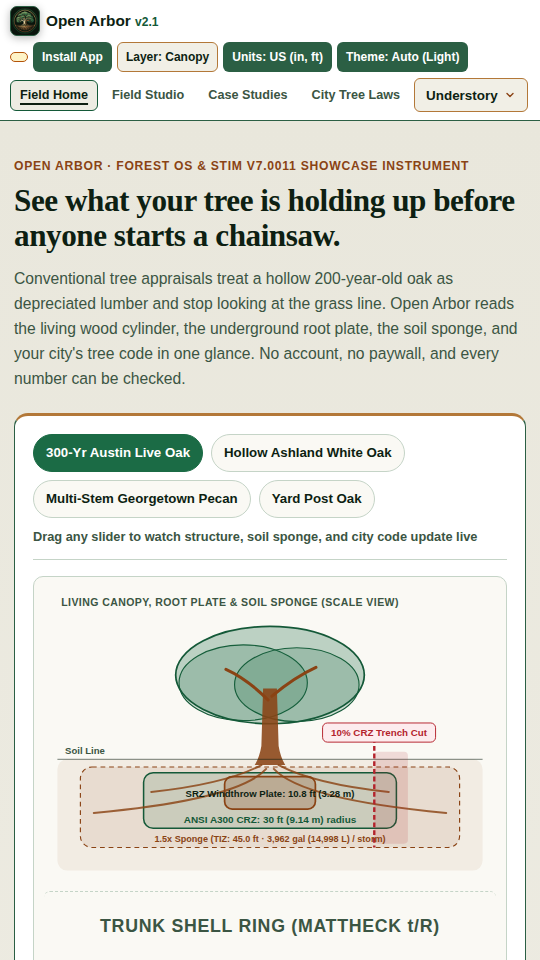 Open Arbor v2.1
Install App
Layer: Canopy
Units: US (in, ft)
Theme: Auto (Light)
Field Home
Field Studio
Case Studies
City Tree Laws
Understory
OPEN ARBOR · FOREST OS & STIM V7.0011 SHOWCASE INSTRUMENT
See what your tree is holding up before
anyone starts a chainsaw.
Conventional tree appraisals treat a hollow 200-year-old oak as
depreciated lumber and stop looking at the grass line. Open Arbor reads
the living wood cylinder, the underground root plate, the soil sponge, and
your city's tree code in one glance. No account, no paywall, and every
number can be checked.
300-Yr Austin Live Oak
Hollow Ashland White Oak
Multi-Stem Georgetown Pecan
Yard Post Oak
Drag any slider to watch structure, soil sponge, and city code update live
LIVING CANOPY, ROOT PLATE & SOIL SPONGE (SCALE VIEW)
10% CRZ Trench Cut
Soil Line
SRZ Windthrow Plate: 10.8 ft (3.28 m)
ANSI A300 CRZ: 30 ft (9.14 m) radius
1.5x Sponge (TIZ: 45.0 ft · 3,962 gal (14,998 L) / storm)
TRUNK SHELL RING (MATTHECK t/R)